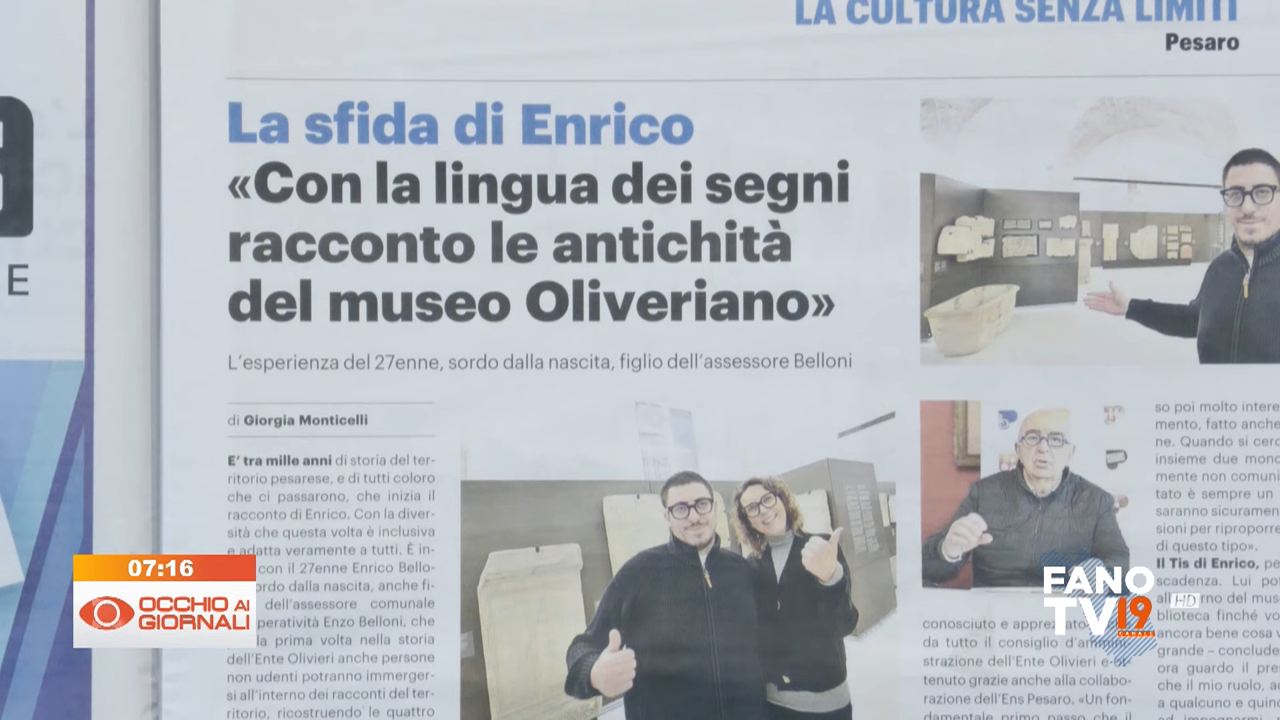 LA CULTURA SENZA LIMITI
Pesaro
La sfida di Enrico
«Con la lingua dei segni
racconto le antichità
del museo Oliveriano»
L'esperienza del 27enne, sordo dalla nascita, figlio dell'assessore Belloni
di Giorgia Monticelli
E' tra mille anni di storia del ter-
ritorio pesarese, e di tutti coloro
che ci passarono, che inizia il
racconto di Enrico. Con la diver-
sità che questa volta è inclusiva
e adatta veramente a tutti. È in-
con il 27enne Enrico Bello-
ordo dalla nascita, anche fi-
dell'assessore comunale
peratività Enzo Belloni, che
la prima volta nella storia
dell'Ente Olivieri anche persone
non udenti potranno immerger-
si all'interno dei racconti del ter-
ritorio, ricostruendo le quattro
conosciuto e apprez
da tutto il consiglio d'ammini
strazione dell'Ente Olivieri e
tenuto grazie anche alla collabo-
razione dell'Ens Pesaro. «Un fon-
damentale primo passo che il
so poi molto intere
mento, fatto anche
ne. Quando si cerc
insieme due mond
mente non comuni
tato è sempre un s
saranno sicuramen
sioni per riproporre
di questo tipo».
Il Tis di Enrico, pe
scadenza. Lui po
all rno del mus
blioteca finché vo
ancora bene cosa v
grande – conclude
ora guardo il pre
che il mio ruolo, ad
a qualcuno e quin
E
07:16
OCCHIO AI
GIORNALI
FANO
TV 19
CANALE
HD